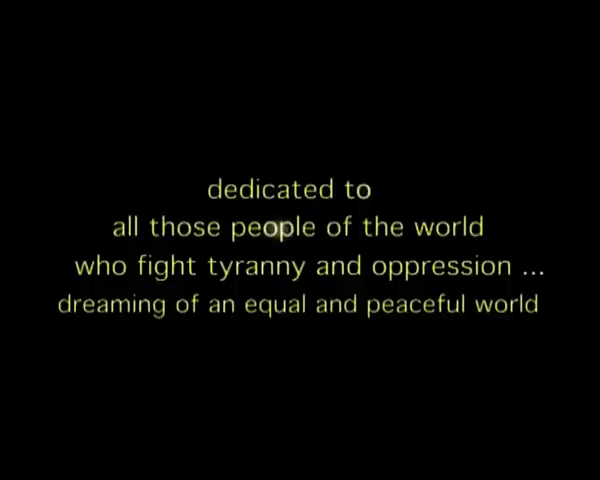 dedicated to
all those people of the world
who fight tyranny and oppression ...
dreaming of an equal and peaceful world